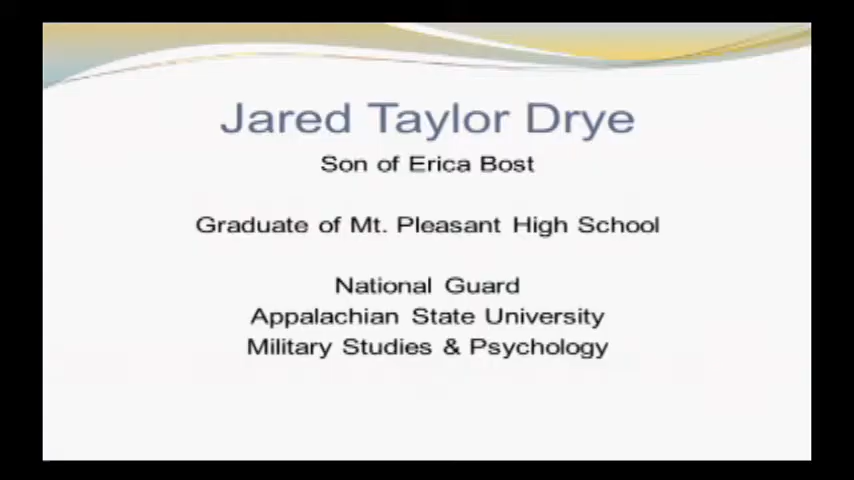 Jared Taylor Drye
Son of Erica Bost
Graduate of Mt. Pleasant High School
National Guard
Appalachian State University
Military Studies & Psychology